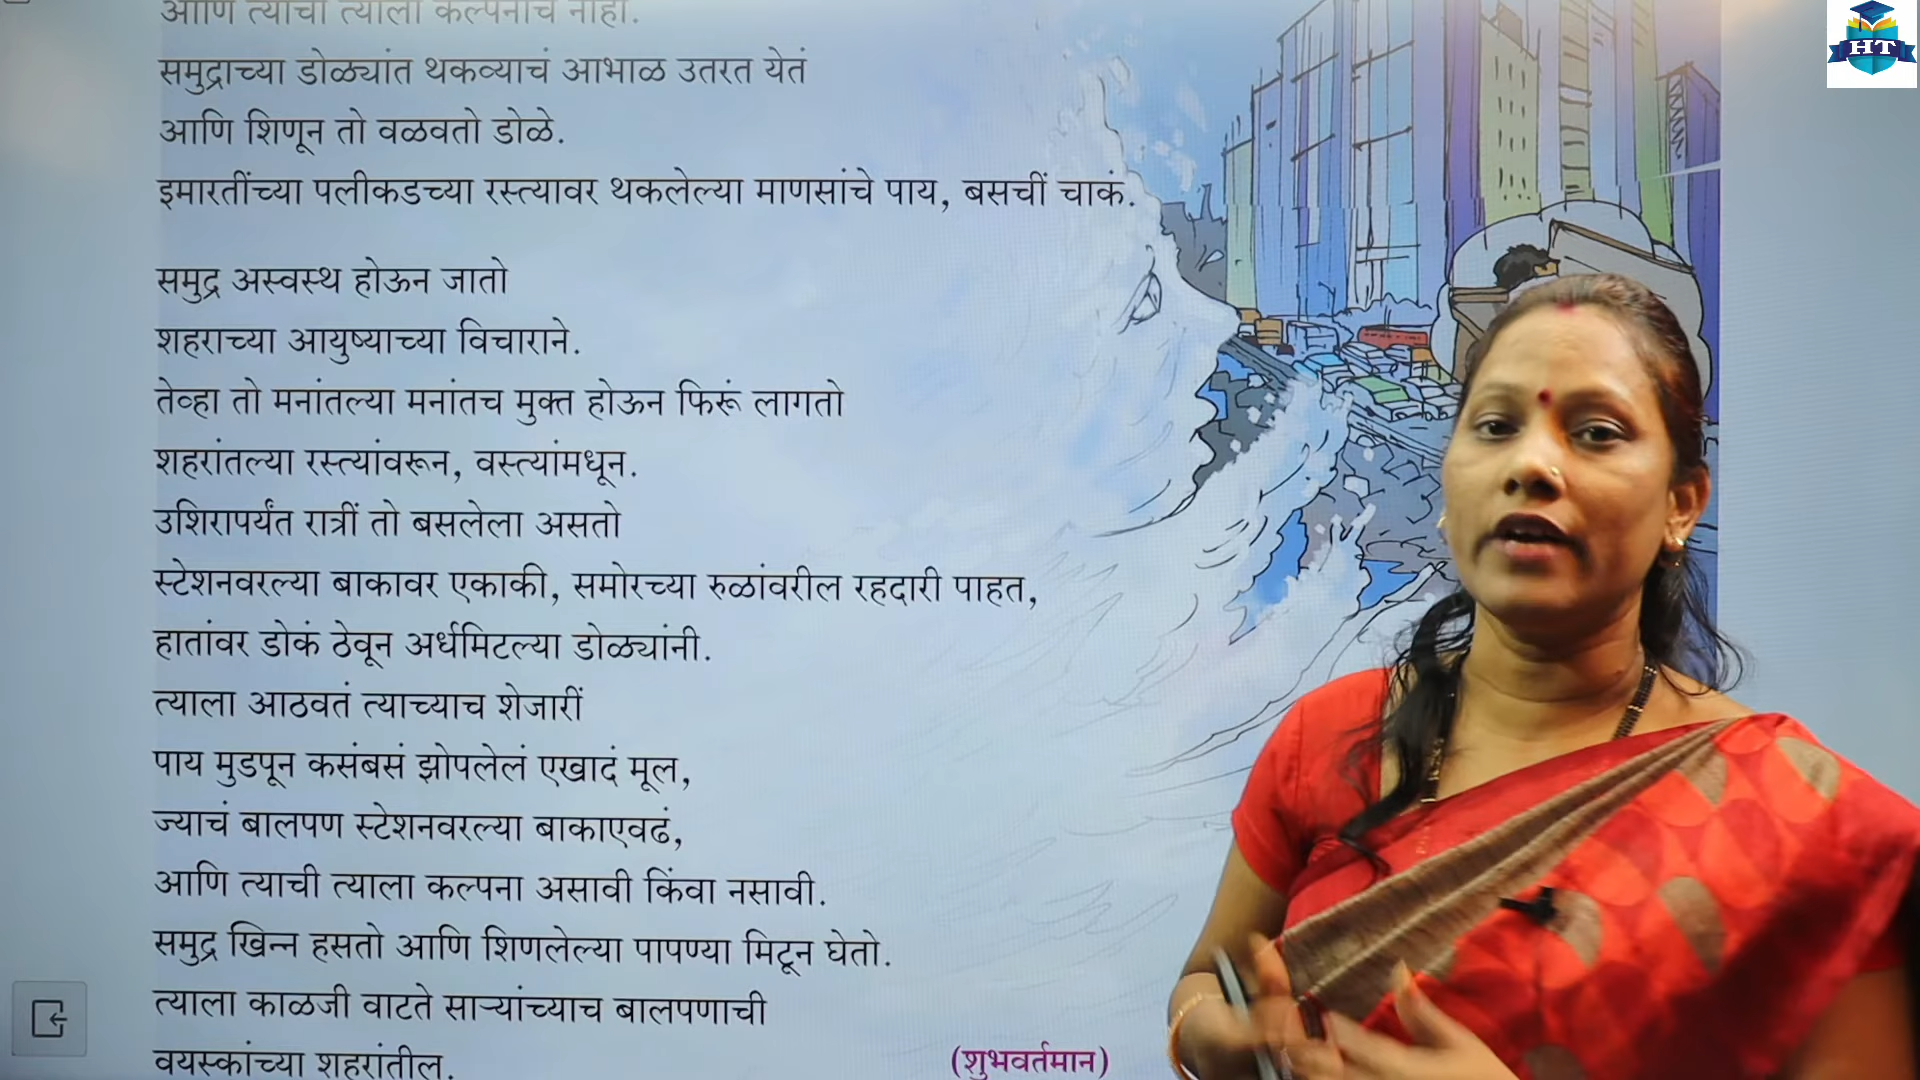 आणि त्याची त्याला कल्पनाच नाही.
समुद्राच्या डोळ्यांत थकव्याचं आभाळ उतरत येतं
आणि शिणून तो वळवतो डोळे.
इमारतींच्या पलीकडच्या रस्त्यावर थकलेल्या माणसांचे पाय, बसचीं चाकं.
समुद्र अस्वस्थ होऊन जातो
शहराच्या आयुष्याच्या विचाराने.
तेव्हा तो मनांतल्या मनांतच मुक्त होऊन फिरूं लागतो
शहरांतल्या रस्त्यांवरून, वस्त्यांमधून.
उशिरापर्यंत रात्रीं तो बसलेला असतो
स्टेशनवरल्या बाकावर एकाकी, समोरच्या रुळांवरील रहदारी पाहत,
हातांवर डोकं ठेवून अर्धमिटल्या डोळ्यांनी.
त्याला आठवतं त्याच्याच शेजारीं
पाय मुडपून कसंबसं झोपलेलं एखादं मूल,
ज्याचं बालपण स्टेशनवरल्या बाकाएवढं,
आणि त्याची त्याला कल्पना असावी किंवा नसावी.
समुद्र खिन्न हसतो आणि शिणलेल्या पापण्या मिटून घेतो.
त्याला काळजी वाटते साऱ्यांच्याच बालपणाची
वयस्कांच्या शहरांतील.
(शुभवर्तमान)
HT